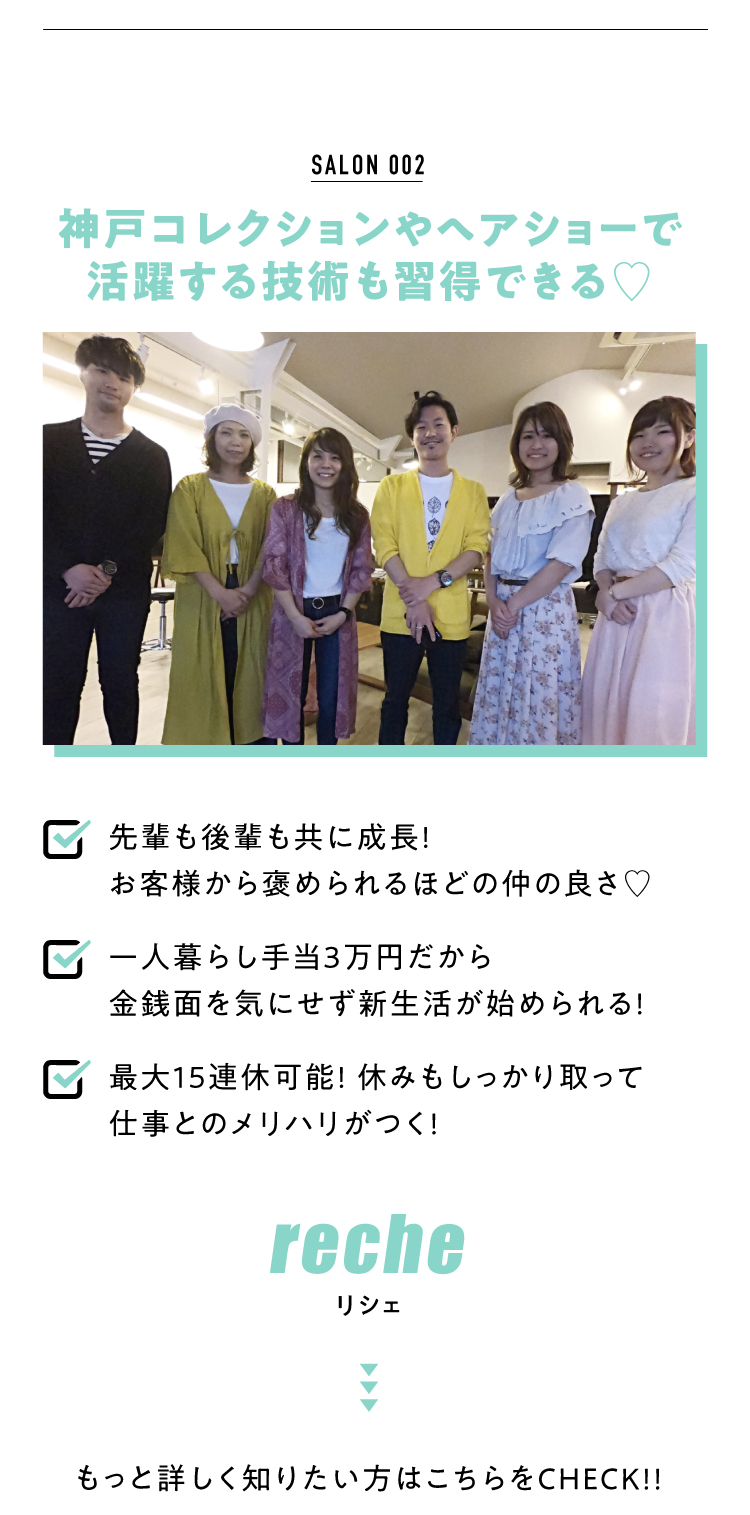 SALON 002
神戸コレクションやヘアショーで
活躍する技術も習得できる♡
先輩も後輩も共に成長!
お客様から褒められるほどの仲の良さ♡
一人暮らし手当3万円だから
金銭面を気にせず新生活が始められる!
最大15連休可能! 休みもしっかり取って
仕事とのメリハリがつく!
reche
リシェ
もっと詳しく知りたい方はこちらをCHECK!!